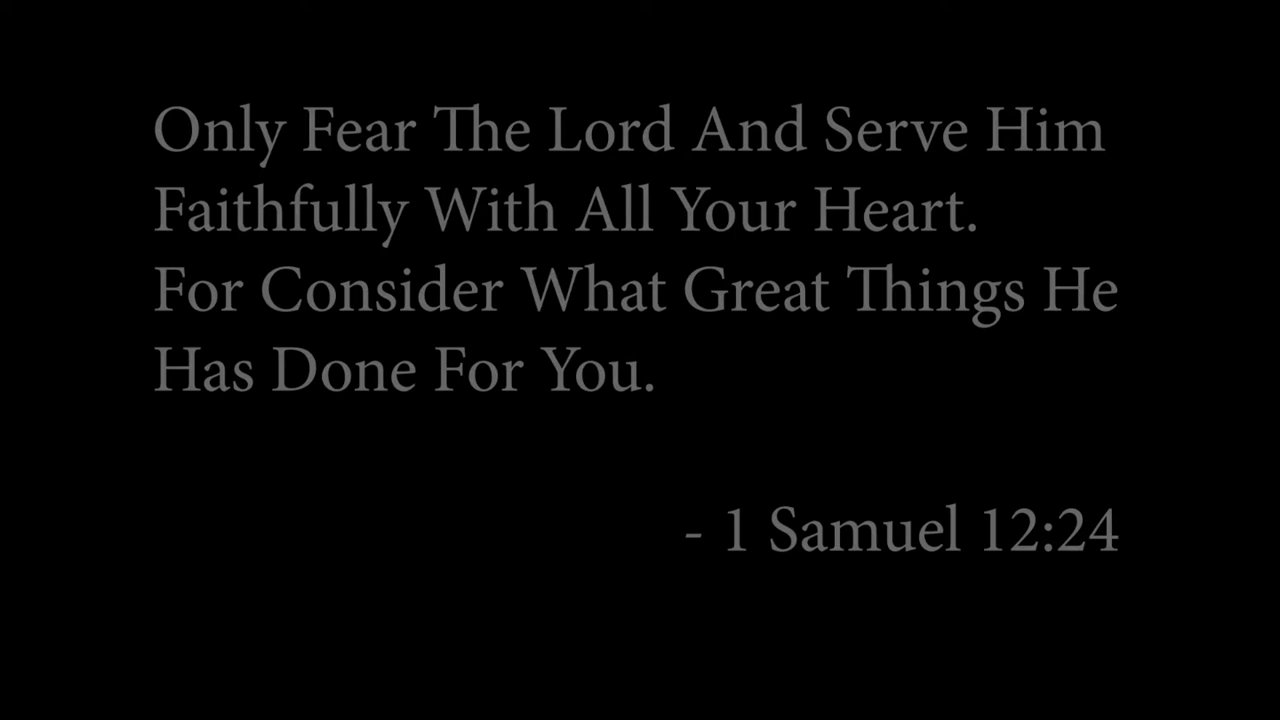 Only Fear The Lord And Serve Him
Faithfully With All Your Heart.
For Consider What Great Things He
Has Done For You.
- 1 Samuel 12:24